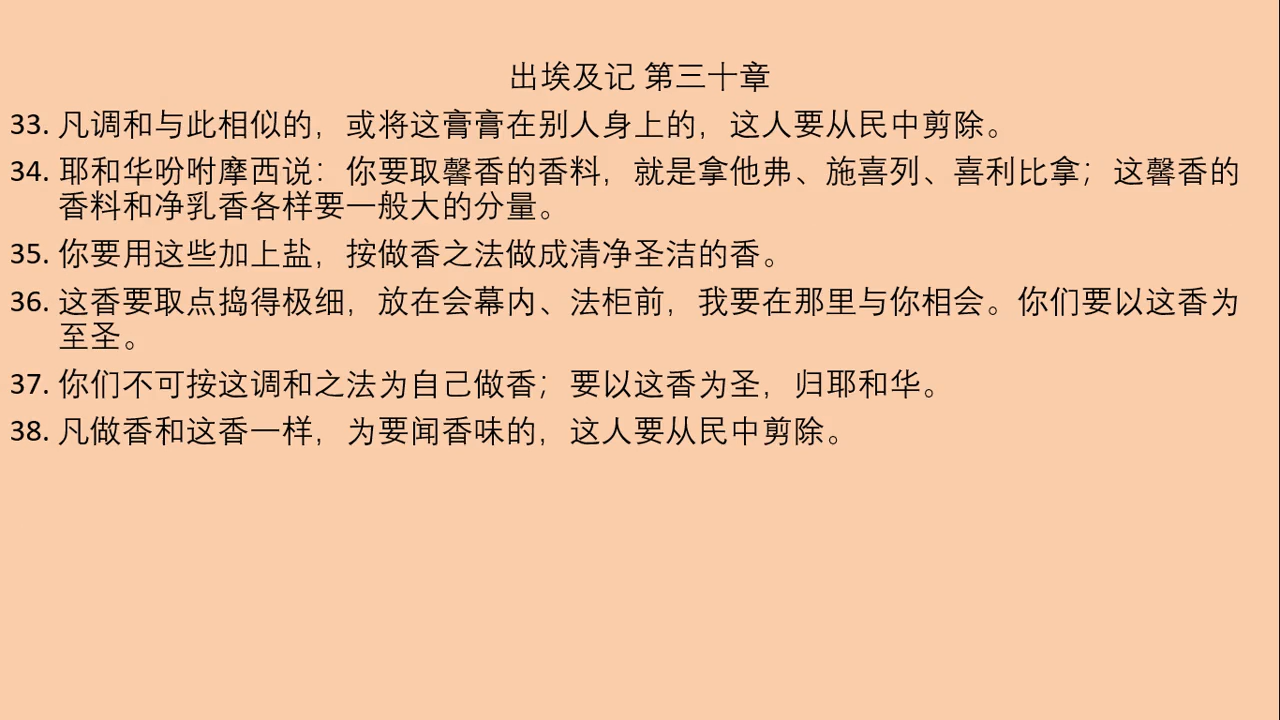 出埃及记 第三十章
33. 凡调和与此相似的，或将这膏膏在别人身上的，这人要从民中剪除。
34. 耶和华吩咐摩西说：你要取馨香的香料，就是拿他弗、施喜列、喜利比拿；这馨香的
香料和净乳香各样要一般大的分量。
35. 你要用这些加上盐，按做香之法做成清净圣洁的香。
36. 这香要取点捣得极细，放在会幕内、法柜前，我要在那里与你相会。你们要以这香为
至圣。
37. 你们不可按这调和之法为自己做香；要以这香为圣，归耶和华。
38. 凡做香和这香一样，为要闻香味的，这人要从民中剪除。